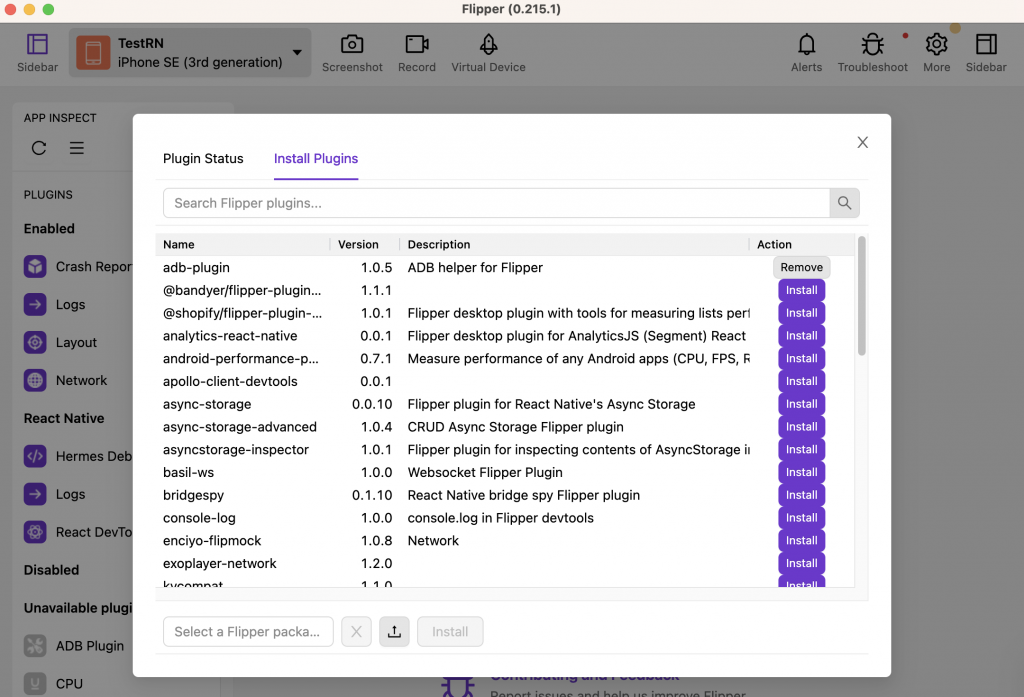 Flipper (0.215.1)
Sidebar
TestRN
iPhone SE (3rd generation)
Screenshot
Record
Virtual Device
Alerts
Troubleshoot
More
Sidebar
APP INSPECT
PLUGINS
Enabled
Crash Repor
Logs
Layout
Network
React Native
Hermes Deb
Logs
React DevTo
Disabled
Unavailable plugi
ADB Plugin
CPU
Plugin Status
Install Plugins
Search Flipper plugins...
Name Version Description Action
adb-plugin 1.0.5 ADB helper for Flipper Remove
@bandyer/flipper-plugin... 1.1.1 Install
@shopify/flipper-plugin-... 1.0.1 Flipper desktop plugin with tools for measuring lists perf Install
analytics-react-native 0.0.1 Flipper desktop plugin for AnalyticsJS (Segment) React Install
android-performance-p... 0.7.1 Measure performance of any Android apps (CPU, FPS, R Install
apollo-client-devtools 0.0.1 Install
async-storage 0.0.10 Flipper plugin for React Native's Async Storage Install
async-storage-advanced 1.0.4 CRUD Async Storage Flipper plugin Install
asyncstorage-inspector 1.0.1 Flipper plugin for inspecting contents of AsyncStorage i Install
basil-ws 1.0.0 Websocket Flipper Plugin Install
bridgespy 0.1.10 React Native bridge spy Flipper plugin Install
console-log 1.0.0 console.log in Flipper devtools Install
enciyo-flipmock 1.0.8 Network Install
exoplayer-network 1.2.0 Install
kycompat 1.1.0 Install
Select a Flipper packa...
Install
Contributing and Feedback
Report issues and help us improve Flipper